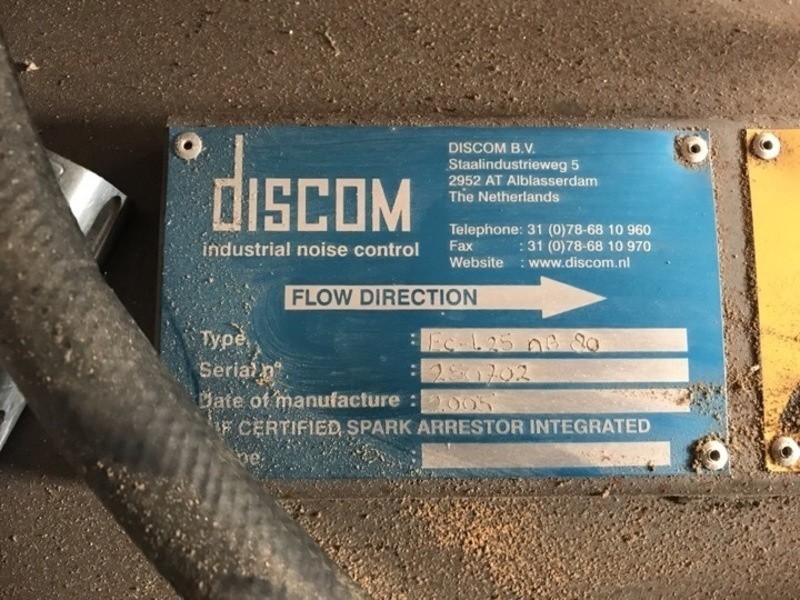 discom
industrial noise control
DISCOM B.V.
Staalindustrieweg 5
2952 AT Alblasserdam
The Netherlands
Telephone: 31 (0)78-68 10 960
Fax : 31 (0)78-68 10 970
Website : www.discom.nl
FLOW DIRECTION
Type :
Serial nº :
Date of manufacture : 2005
CERTIFIED SPARK ARRESTOR INTEGRATED